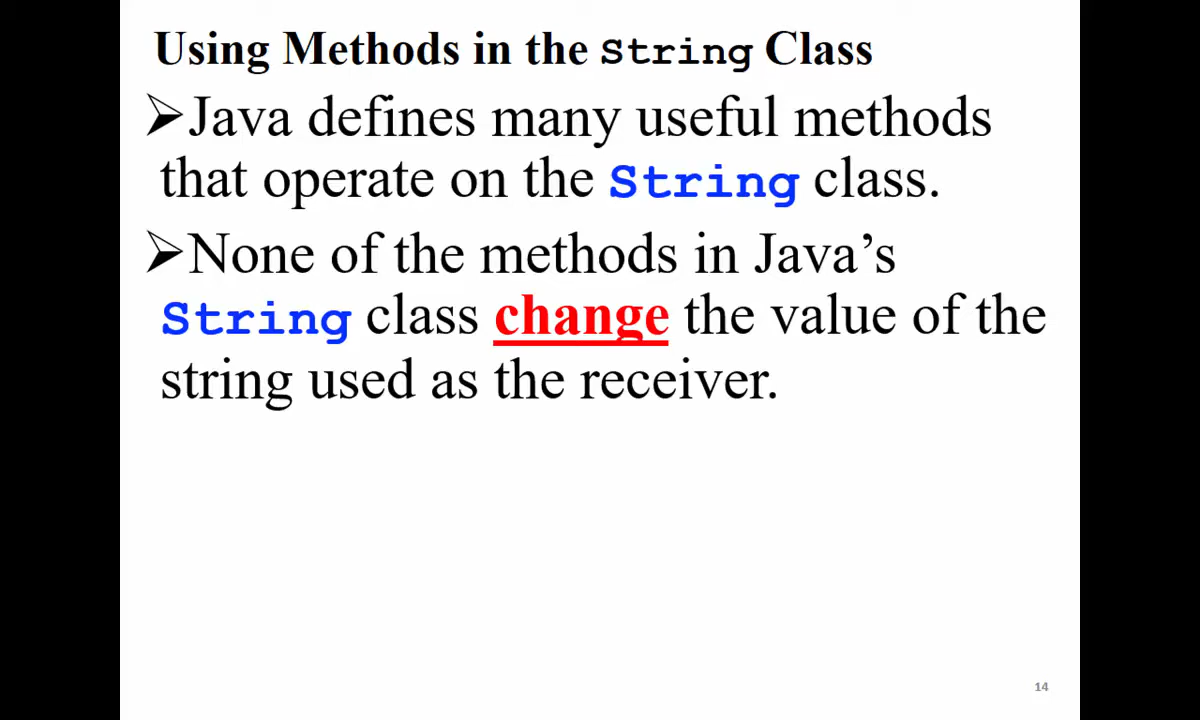 Using Methods in the String Class
➢Java defines many useful methods
that operate on the String class.
➢None of the methods in Java’s
String class change the value of the
string used as the receiver.
14